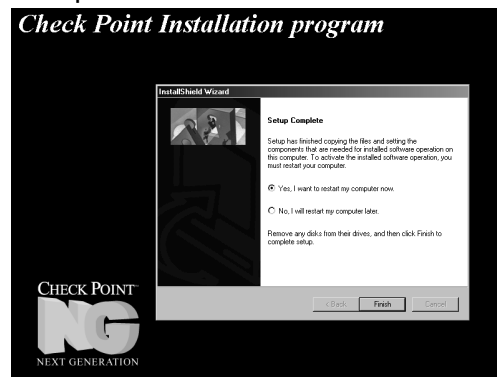 Check Point Installation program
InstallShield Wizard
Setup Complete
Setup has finished copying the files and setting the
components that are needed for installed software operation on
this computer. To activate the installed software operation, you
must restart your computer.
Yes, I want to restart my computer now.
No, I will restart my computer later.
Remove any disks from their drives, and then click Finish to
complete setup.
< Back Finish Cancel
CHECK POINT™
NG
NEXT GENERATION